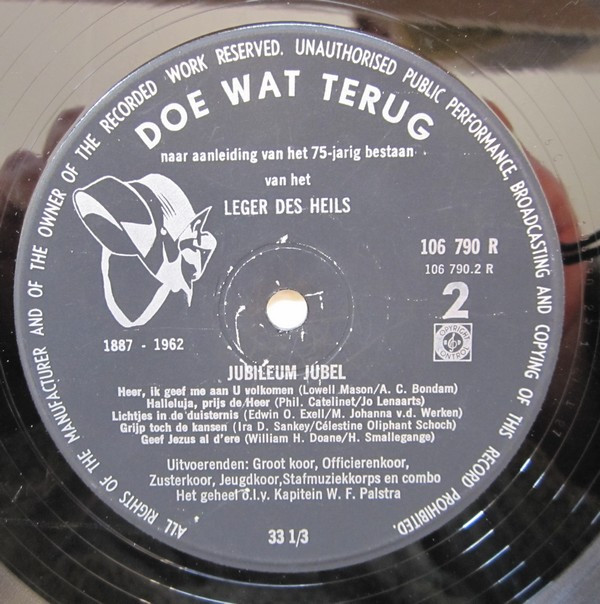 ALL RIGHTS OF THE MANUFACTURER AND OF THE OWNER OF THE RECORDED WORK RESERVED. UNAUTHORISED PUBLIC PERFORMANCE, BROADCASTING AND COPYING OF THIS RECORD PROHIBITED.
DOE WAT TERUG
naar aanleiding van het 75-jarig bestaan
van het
LEGER DES HEILS
106 790 R
106 790.2 R
2
COPYRIGHT
CONTROL
1887 - 1962
JUBILEUM JUBEL
Heer, ik geef me aan U volkomen (Lowell Mason/A. C. Bondam)
Halleluja, prijs de Heer (Phil. Catelinet/Jo Lenaarts)
Lichtjes in de duisternis (Edwin O. Exell/M. Johanna v.d. Werken)
Grijp toch de kansen (Ira D. Sankey/Célestine Oliphant Schoch)
Geef Jezus al d'ere (William H. Doane/H. Smallegange)
Uitvoerenden: Groot koor, Officierenkoor,
Zusterkoor, Jeugdkoor, Stafmuziekkorps en combo
Het geheel o.l.v. Kapitein W. F. Palstra
33 1/3